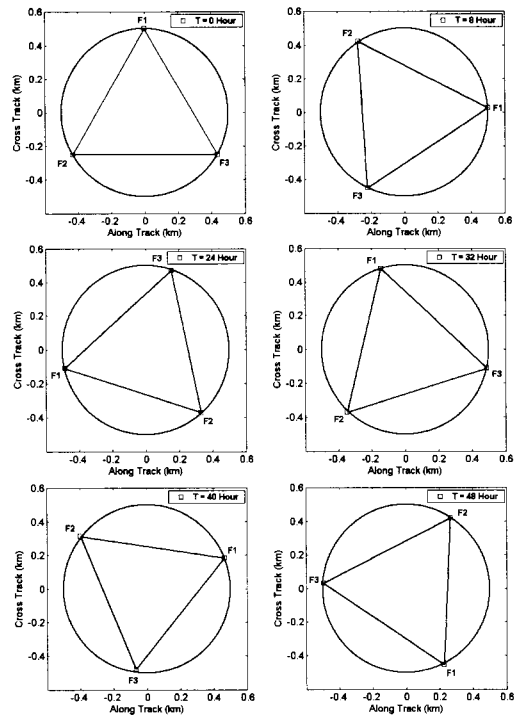 F1
T = 0 Hour
F2
F3
0.6
0.4
0.2
0
-0.2
-0.4
Cross Track (km)
-0.4 -0.2 0 0.2 0.4 0.6
Along Track (km)
T = 8 Hour
F2
F1
F3
0.6
0.4
0.2
0
-0.2
-0.4
Cross Track (km)
-0.4 -0.2 0 0.2 0.4 0.6
Along Track (km)
F3
T = 24 Hour
F1
F2
0.6
0.4
0.2
0
-0.2
-0.4
Cross Track (km)
-0.4 -0.2 0 0.2 0.4 0.6
Along Track (km)
F1
T = 32 Hour
F3
F2
0.6
0.4
0.2
0
-0.2
-0.4
Cross Track (km)
-0.4 -0.2 0 0.2 0.4 0.6
Along Track (km)
T = 40 Hour
F2
F1
F3
0.6
0.4
0.2
0
-0.2
-0.4
Cross Track (km)
-0.4 -0.2 0 0.2 0.4 0.6
Along Track (km)
T = 48 Hour
F2
F3
F1
0.6
0.4
0.2
0
-0.2
-0.4
Cross Track (km)
-0.4 -0.2 0 0.2 0.4 0.6
Along Track (km)